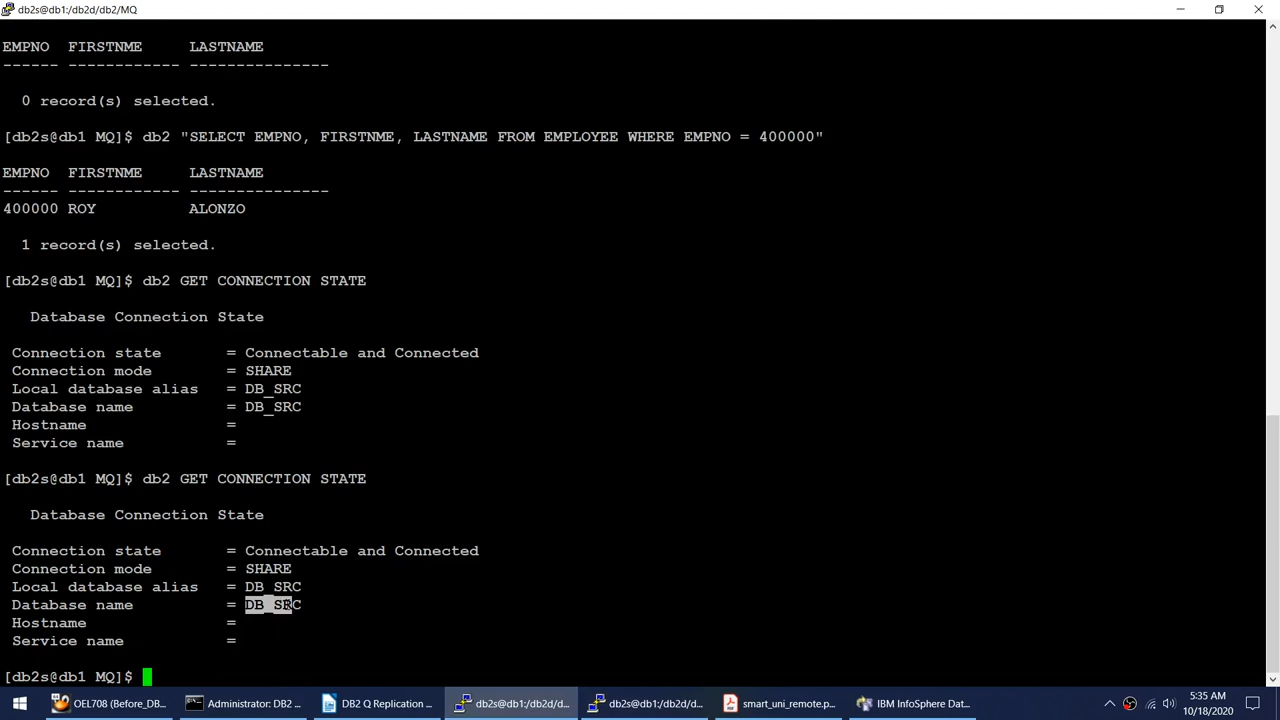 db2s@db1:/db2d/db2/MQ
EMPNO  FIRSTNME     LASTNAME
------ ------------ ---------------
  0 record(s) selected.
[db2s@db1 MQ]$ db2 "SELECT EMPNO, FIRSTNME, LASTNAME FROM EMPLOYEE WHERE EMPNO = 400000"
EMPNO  FIRSTNME     LASTNAME
------ ------------ ---------------
400000 ROY          ALONZO
  1 record(s) selected.
[db2s@db1 MQ]$ db2 GET CONNECTION STATE
   Database Connection State
 Connection state       = Connectable and Connected
 Connection mode        = SHARE
 Local database alias   = DB_SRC
 Database name          = DB_SRC
 Hostname               =
 Service name           =
[db2s@db1 MQ]$ db2 GET CONNECTION STATE
   Database Connection State
 Connection state       = Connectable and Connected
 Connection mode        = SHARE
 Local database alias   = DB_SRC
 Database name          = DB_SRC
 Hostname               =
 Service name           =
[db2s@db1 MQ]$
OEL708 (Before_DB... Administrator: DB2 ... DB2 Q Replication ... db2s@db1:/db2d/d... db2s@db1:/db2d/d... smart_uni_remote.p... IBM InfoSphere Dat... 5:35 AM
10/18/2020